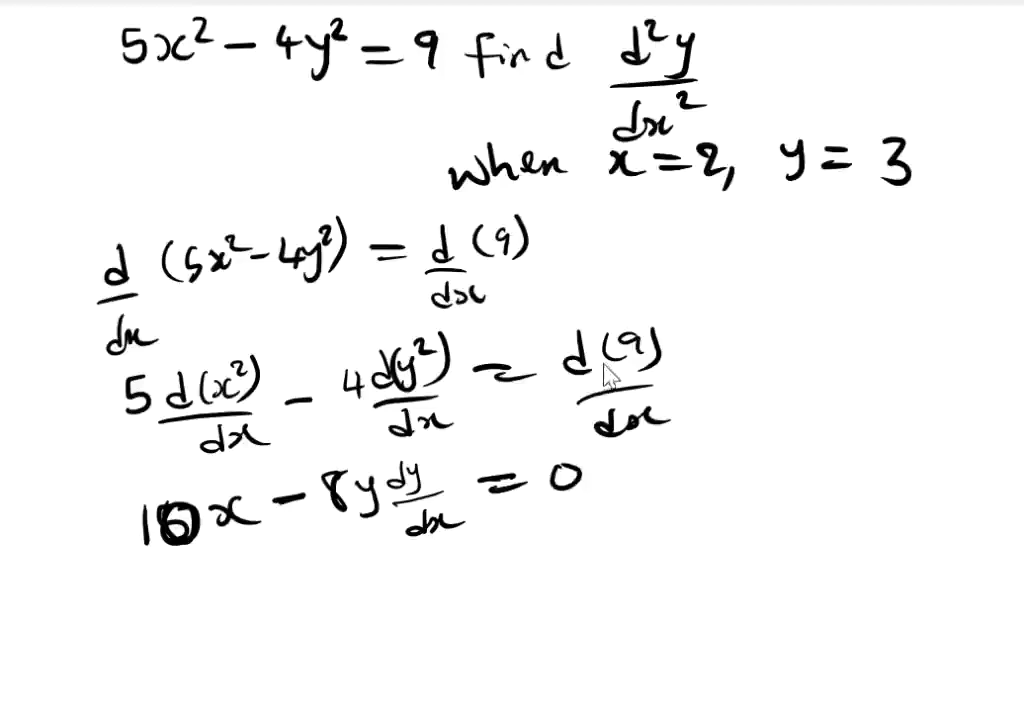 5x² - 4y² = 9 find d²y/dx²
when x = 2, y = 3
d/dx (5x² - 4y²) = d/dx (9)
5 d(x²)/dx - 4 d(y²)/dx = d(9)/dx
10x - 8y dy/dx = 0